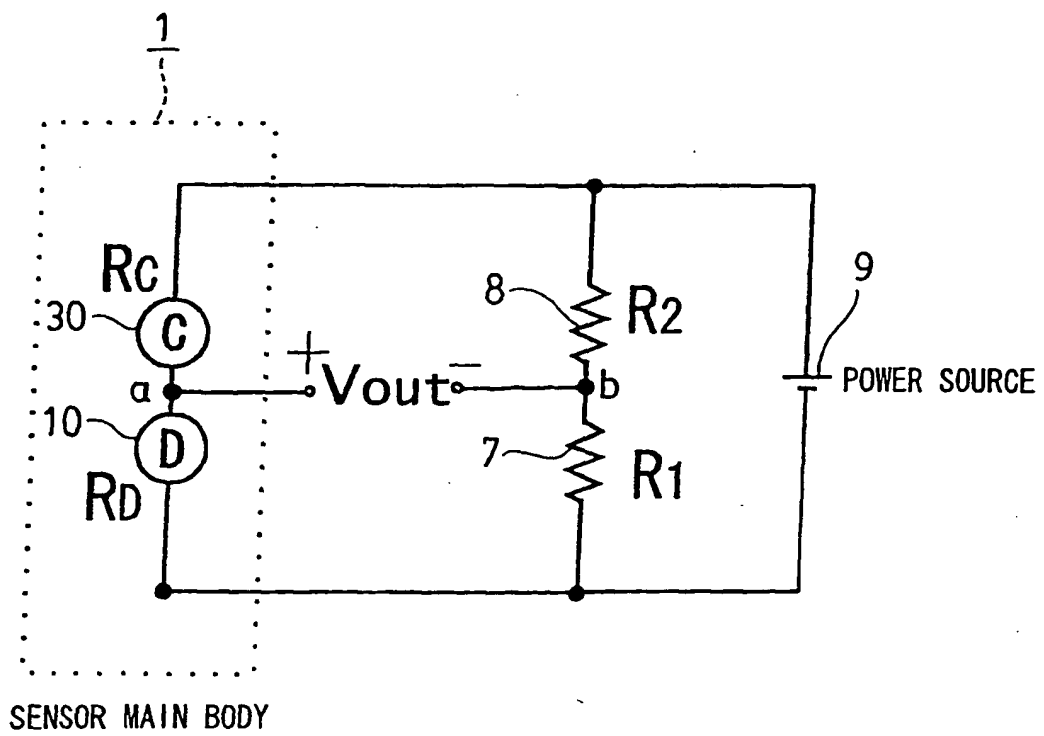 1
RC
30
C
8
R2
9
+
Vout
-
a
b
POWER SOURCE
10
D
7
R1
RD
SENSOR MAIN BODY